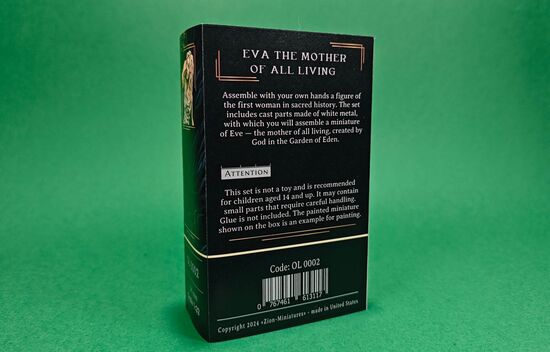 EVA THE MOTHER
OF ALL LIVING
Assemble with your own hands a figure of
the first woman in sacred history. The set
includes cast parts made of white metal,
with which you will assemble a miniature
of Eve — the mother of all living, created by
God in the Garden of Eden.
ATTENTION
This set is not a toy and is recommended
for children aged 14 and up. It may contain
small parts that require careful handling.
Glue is not included. The painted miniature
shown on the box is an example for painting.
Code: OL 0002
0 767461 613117
Copyright 2024 «Zion-Miniatures» - made in United States